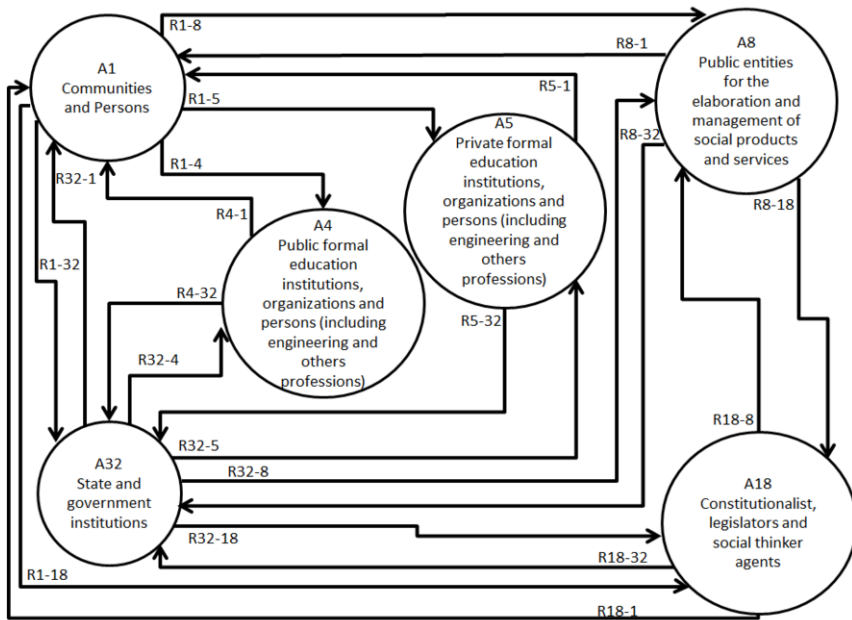 R1-8
A1
Communities
and Persons
R8-1
A8
Public entities
for the
elaboration and
management of
social products
and services
R5-1
R1-5
A5
Private formal
education
institutions,
organizations and
persons (including
engineering and
others
professions)
R8-32
R1-4
R32-1
R4-1
R8-18
A4
Public formal
education
institutions,
organizations and
persons (including
engineering and
others
professions)
R1-32
R4-32
R5-32
R32-4
R18-8
A32
State and
government
institutions
R32-5
R32-8
A18
Constitutionalist,
legislators and
social thinker
agents
R32-18
R18-32
R1-18
R18-1